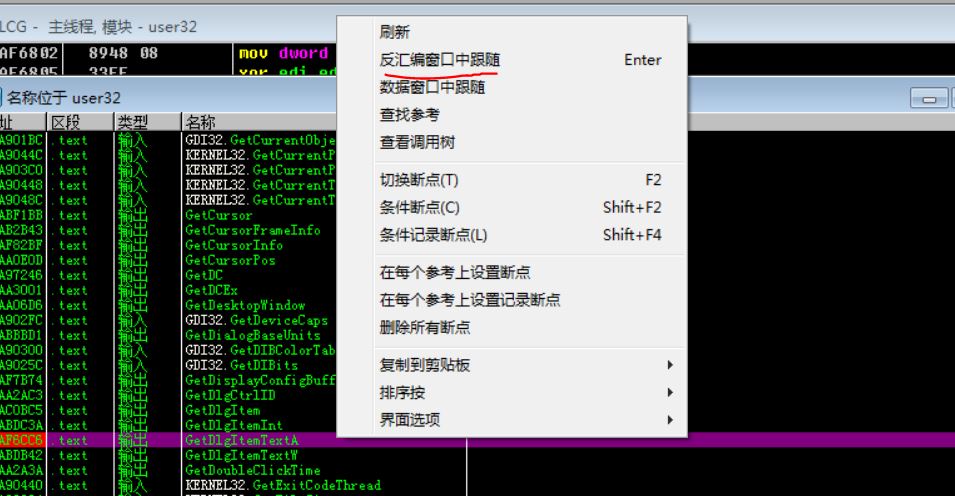 LCG - 主线程, 模块 - user32
AF6802 8948 08 mov dword
名称位于 user32
址 区段 类型 名称
A901BC .text 输入 GDI32.GetCurrentObje
A9044C .text 输入 KERNEL32.GetCurrentP
A903C0 .text 输入 KERNEL32.GetCurrentP
A90448 .text 输入 KERNEL32.GetCurrentT
A9048C .text 输入 KERNEL32.GetCurrentT
ABF1BB .text 输出 GetCursor
AB2B43 .text 输出 GetCursorFrameInfo
AF82BF .text 输出 GetCursorInfo
AA0E0D .text 输出 GetCursorPos
A97246 .text 输出 GetDC
AA3001 .text 输出 GetDCEx
AA06D6 .text 输出 GetDesktopWindow
A902FC .text 输入 GDI32.GetDeviceCaps
ABBBD1 .text 输出 GetDialogBaseUnits
A90300 .text 输入 GDI32.GetDIBColorTab
A9025C .text 输入 GDI32.GetDIBits
AF7B74 .text 输出 GetDisplayConfigBuff
AA2AC3 .text 输出 GetDlgCtrlID
AC0BC5 .text 输出 GetDlgItem
ABDC3A .text 输出 GetDlgItemInt
AF6CC6 .text 输出 GetDlgItemTextA
ABDB42 .text 输出 GetDlgItemTextW
AA2A3A .text 输出 GetDoubleClickTime
A90440 .text 输入 KERNEL32.GetExitCodeThread
刷新
反汇编窗口中跟随 Enter
数据窗口中跟随
查找参考
查看调用树
切换断点(T) F2
条件断点(C) Shift+F2
条件记录断点(L) Shift+F4
在每个参考上设置断点
在每个参考上设置记录断点
删除所有断点
复制到剪贴板
排序按
界面选项